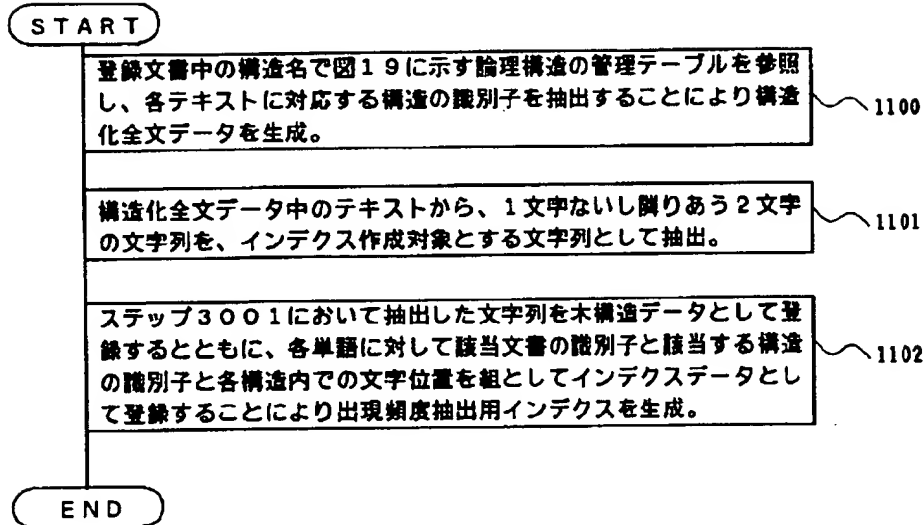 START
登録文書中の構造名で図19に示す論理構造の管理テーブルを参照
し、各テキストに対応する構造の識別子を抽出することにより構造
化全文データを生成。
1100
構造化全文データ中のテキストから、1文字ないし隣りあう2文字
の文字列を、インデクス作成対象とする文字列として抽出。
1101
ステップ3001において抽出した文字列を木構造データとして登
録するとともに、各単語に対して該当文書の識別子と該当する構造
の識別子と各構造内での文字位置を組としてインデクスデータとし
て登録することにより出現頻度抽出用インデクスを生成。
1102
END